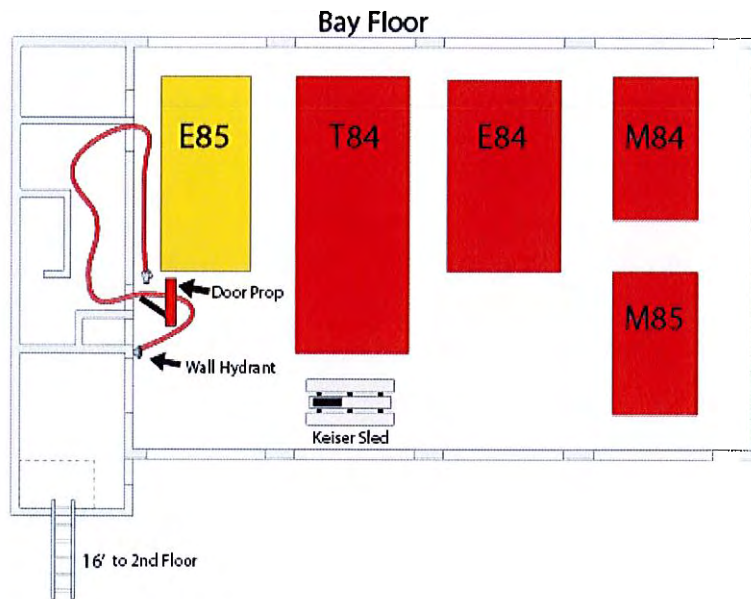 Bay Floor
E85
T84
E84
M84
Door Prop
M85
Wall Hydrant
Keiser Sled
16' to 2nd Floor